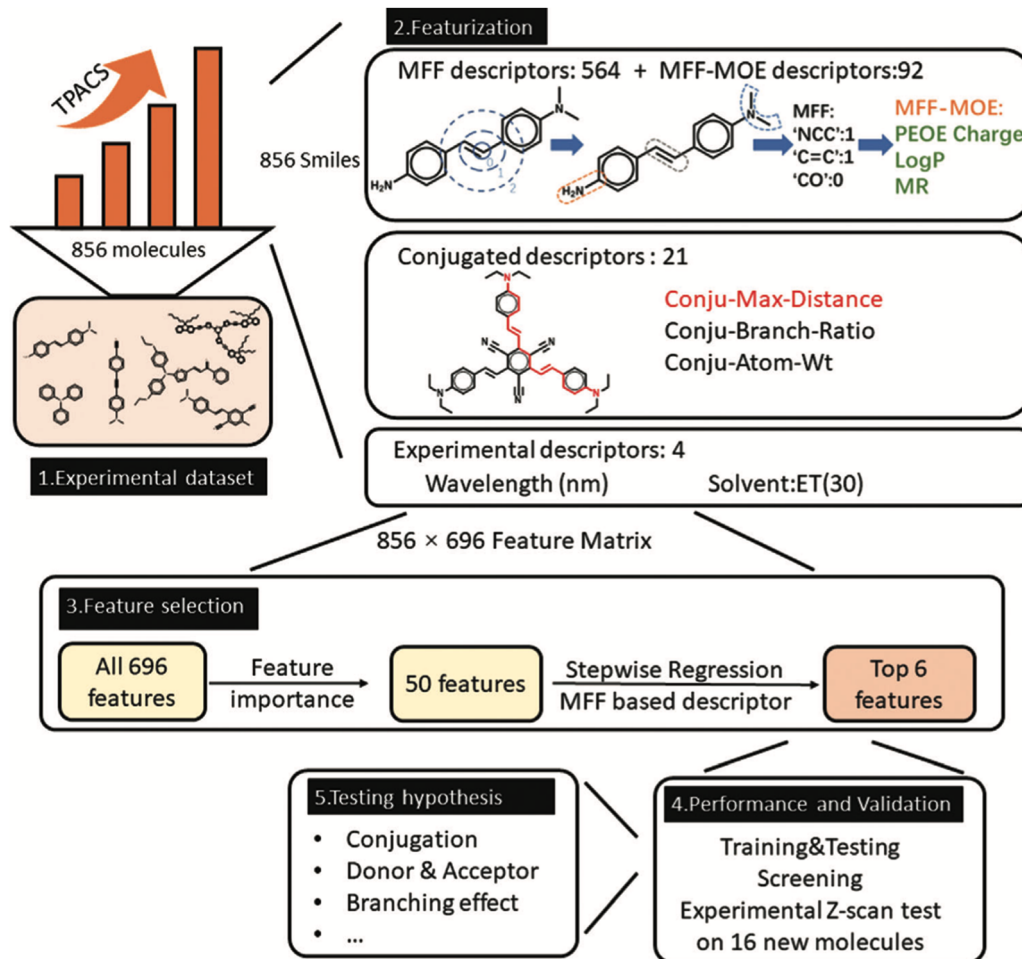 TPACS
856 molecules
1.Experimental dataset
856 Smiles
2.Featurization
MFF descriptors: 564 + MFF-MOE descriptors:92
N
H₂N
0
1
2
N
H₂N
MFF:
'NCC':1
'C=C':1
'CO':0
MFF-MOE:
PEOE Charge
LogP
MR
Conjugated descriptors : 21
N
CN
CN
N
CN
N
Conju-Max-Distance
Conju-Branch-Ratio
Conju-Atom-Wt
Experimental descriptors: 4
Wavelength (nm) Solvent:ET(30)
856 × 696 Feature Matrix
3.Feature selection
All 696
features
Feature
importance
50 features
Stepwise Regression
MFF based descriptor
Top 6
features
5.Testing hypothesis
• Conjugation
• Donor & Acceptor
• Branching effect
• ...
4.Performance and Validation
Training&Testing
Screening
Experimental Z-scan test
on 16 new molecules